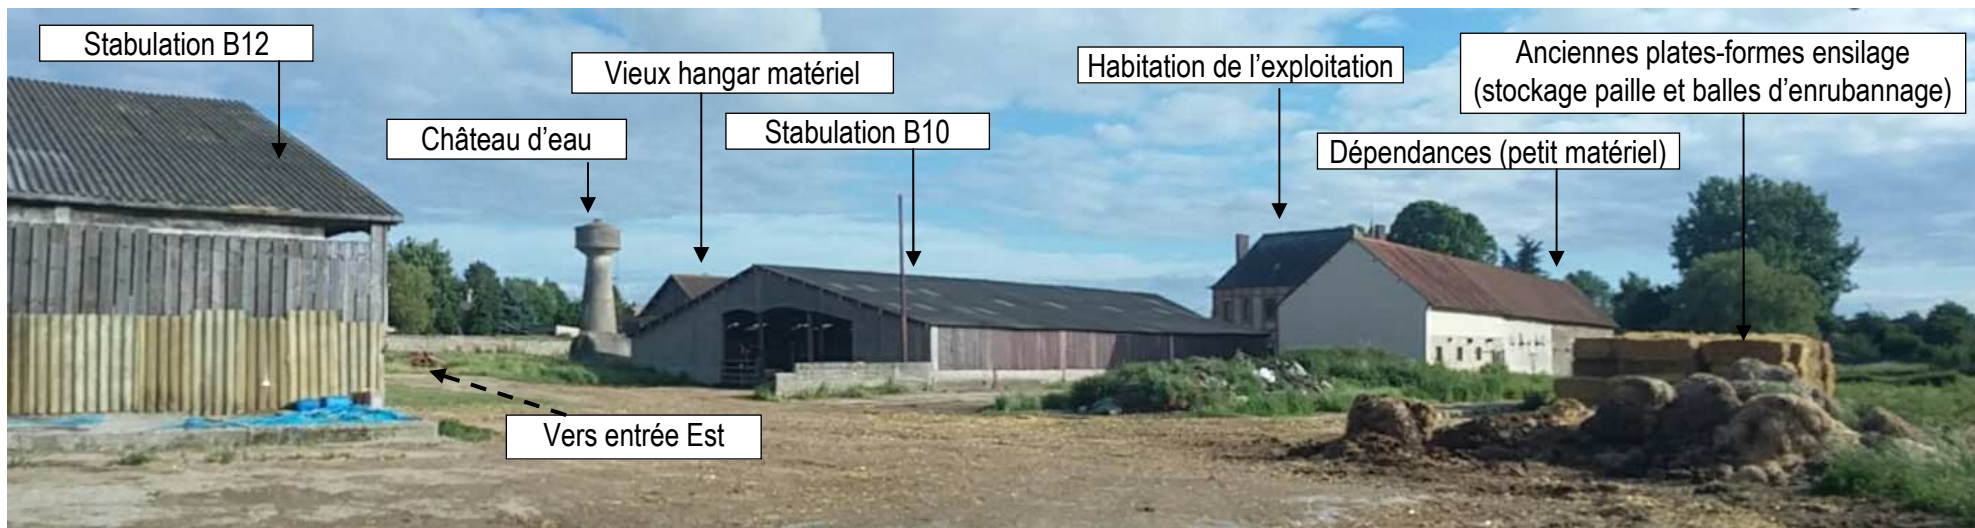 Stabulation B12
Vieux hangar matériel
Château d’eau
Stabulation B10
Habitation de l’exploitation
Anciennes plates-formes ensilage
(stockage paille et balles d’enrubannage)
Dépendances (petit matériel)
Vers entrée Est